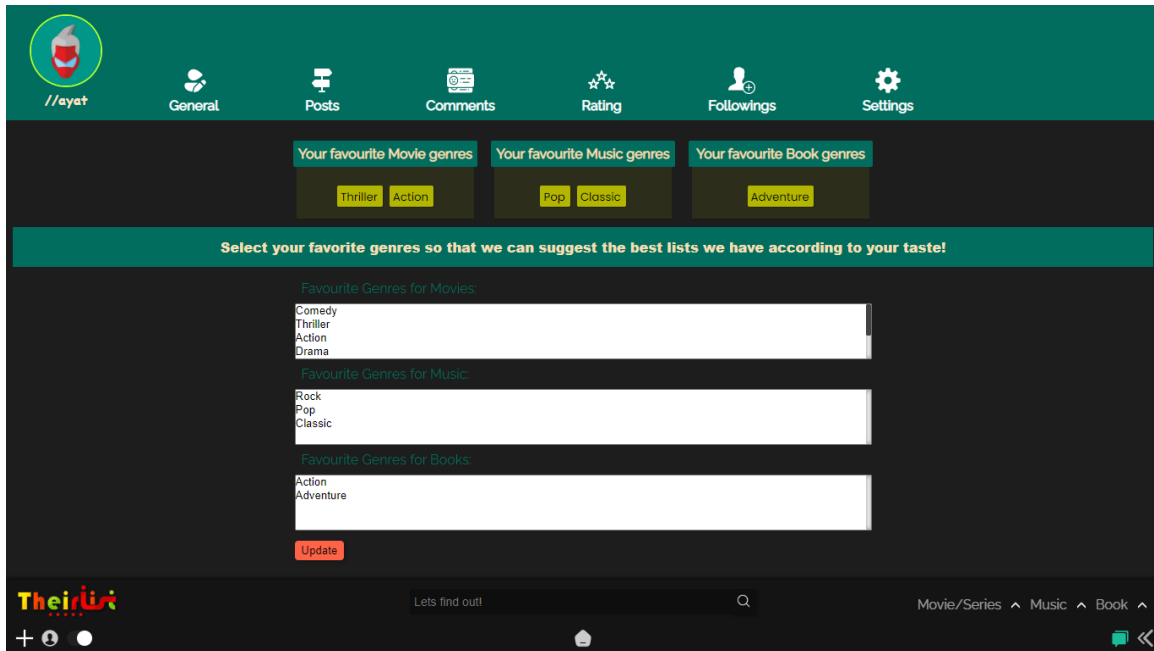 //ayat
General
Posts
Comments
Rating
Followings
Settings
Your favourite Movie genres
Your favourite Music genres
Your favourite Book genres
Thriller Action
Pop Classic
Adventure
Select your favorite genres so that we can suggest the best lists we have according to your taste!
Favourite Genres for Movies:
Comedy
Thriller
Action
Drama
Favourite Genres for Music:
Rock
Pop
Classic
Favourite Genres for Books:
Action
Adventure
Update
TheirList
Lets find out!
Movie/Series
Music
Book